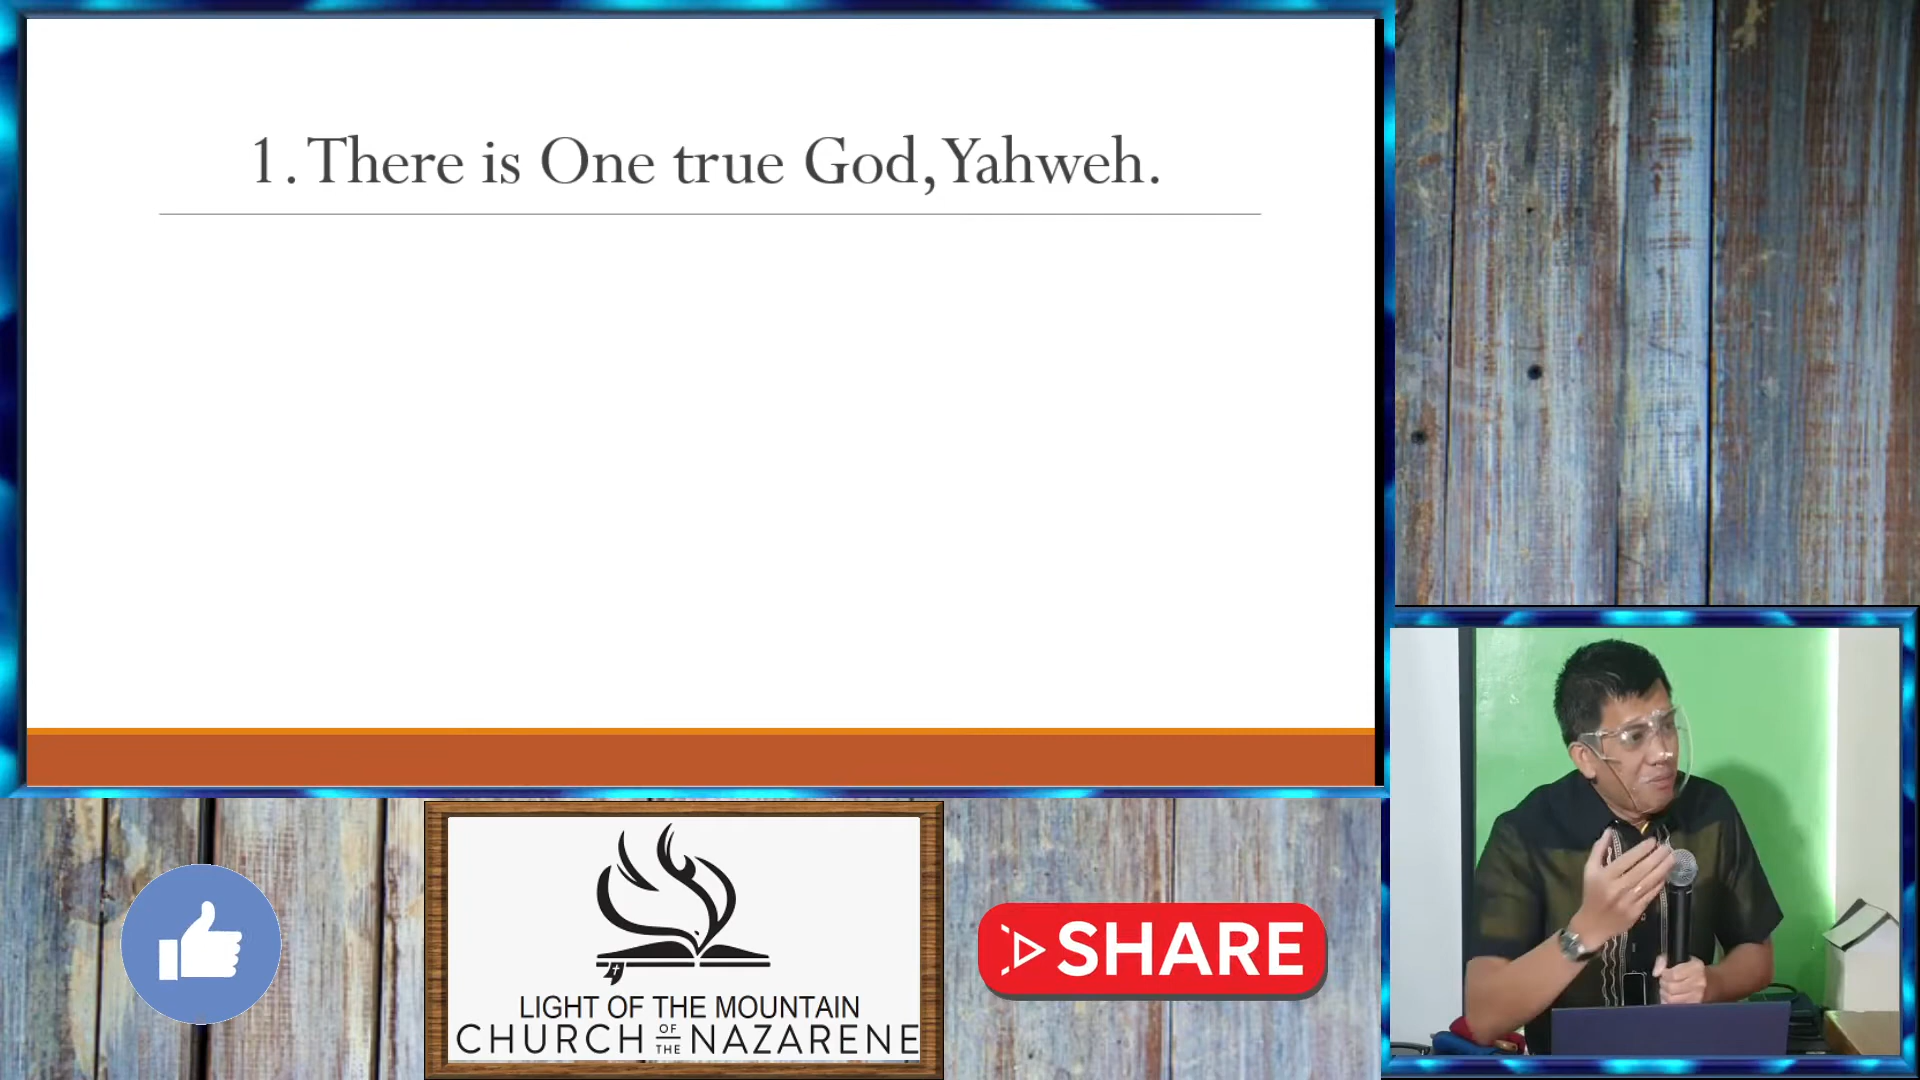 1. There is One true God, Yahweh.
LIGHT OF THE MOUNTAIN
CHURCH OF THE NAZARENE
SHARE